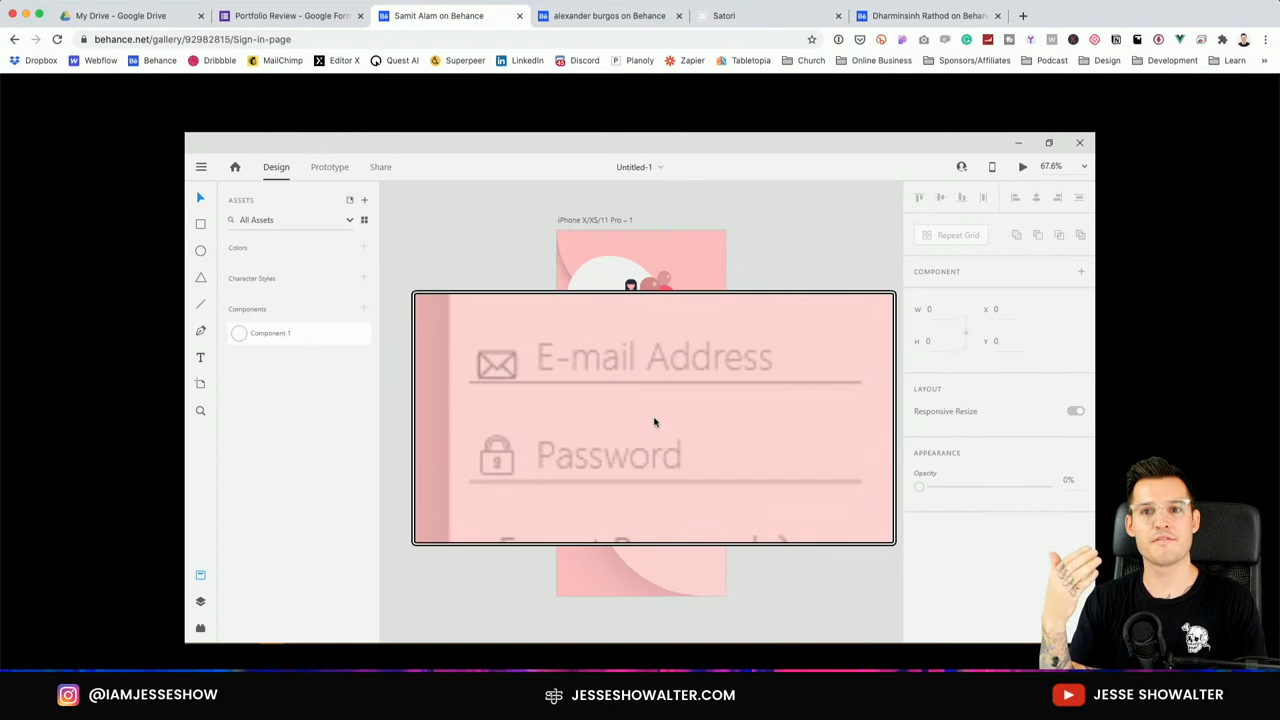 My Drive - Google Drive
Portfolio Review - Google Form
Samit Alam on Behance
alexander burgos on Behance
Satori
Dharminsinh Rathod on Behan
behance.net/gallery/92982815/Sign-in-page
Dropbox
Webflow
Behance
Dribbble
MailChimp
Editor X
Quest AI
Superpeer
LinkedIn
Discord
Planoly
Zapier
Tabletopia
Church
Online Business
Sponsors/Affiliates
Podcast
Design
Development
Learn
Design
Prototype
Share
Untitled-1
67.6%
ASSETS
All Assets
Colors
Character Styles
Components
Component 1
iPhone X/XS/11 Pro – 1
E-mail Address
Password
Repeat Grid
COMPONENT
W 0
X 0
H 0
Y 0
LAYOUT
Responsive Resize
APPEARANCE
Opacity
0%
@IAMJESSESHOW
JESSESHOWALTER.COM
JESSE SHOWALTER